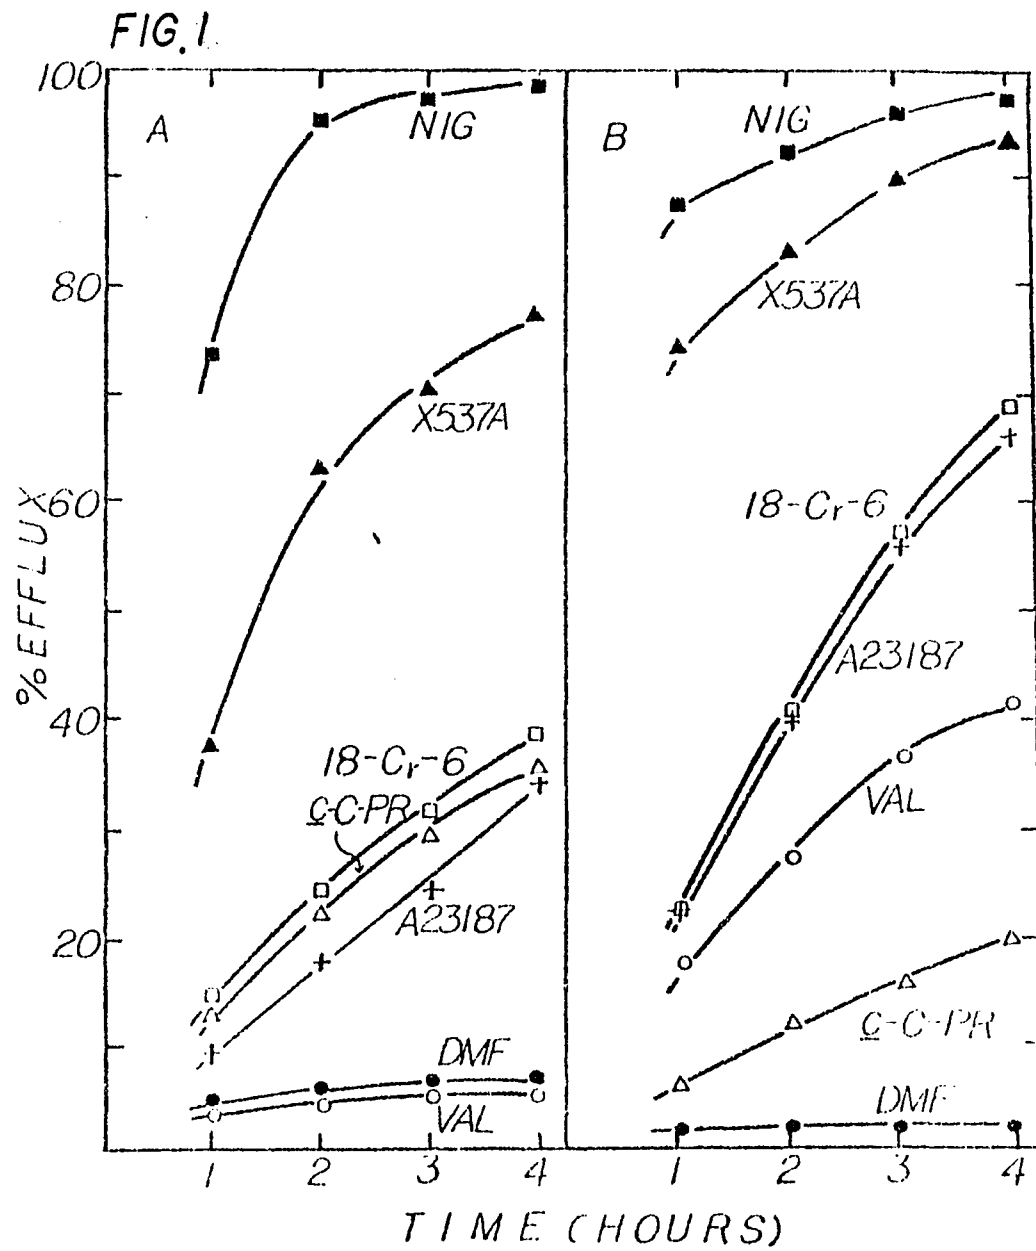 FIG. 1
100
80
60
40
20
%EFFLUX
A
NIG
X537A
18-Cr-6
c-C-PR
A23187
DMF
VAL
B
NIG
X537A
18-Cr-6
A23187
VAL
c-C-PR
DMF
1 2 3 4
1 2 3 4
TIME (HOURS)